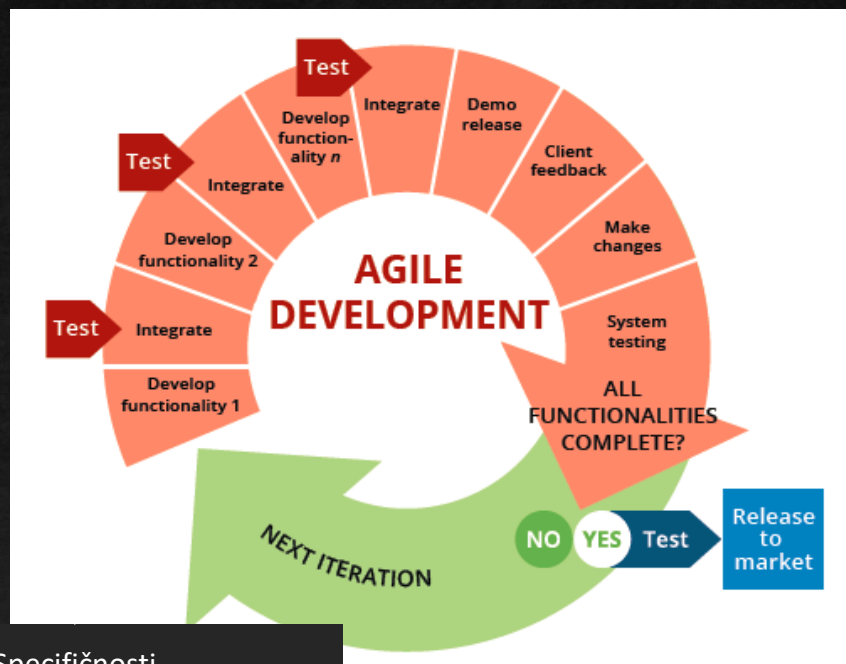 AGILE
DEVELOPMENT
Develop
functionality 1
Test
Integrate
Develop
functionality 2
Test
Integrate
Develop
function-
ality n
Test
Integrate
Demo
release
Client
feedback
Make
changes
System
testing
ALL
FUNCTIONALITIES
COMPLETE?
NO
YES
Test
Release
to
market
NEXT ITERATION
Specifičnosti